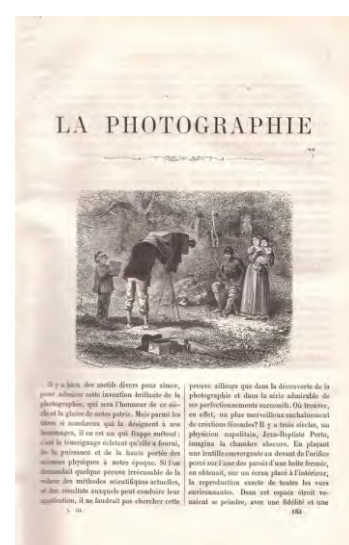 LA PHOTOGRAPHIE
Il y a bien des motifs divers pour aimer,
pour admirer cette invention brillante de la
photographie, qui sera l'honneur de ce siè-
cle et la gloire de notre patrie. Mais parmi les
titres si nombreux qui la désignent à nos
hommages, il en est un qui frappe surtout :
c'est le témoignage éclatant qu'elle a fourni,
de la puissance et de la haute portée des
sciences physiques à notre époque. Si l'on
demandait quelque preuve irrécusable de la
valeur des méthodes scientifiques actuelles,
et des résultats auxquels peut conduire leur
application, il ne faudrait pas chercher cette
T. III.
preuve ailleurs que dans la découverte de la
photographie et dans la série admirable de
ses perfectionnements successifs. Où trouver,
en effet, un plus merveilleux enchaînement
de créations fécondes? Il y a trois siècles, un
physicien napolitain, Jean-Baptiste Porta,
imagina la chambre obscure. En plaçant
une lentille convergente au devant de l'orifice
percé sur l'une des parois d'une boîte fermée,
on obtenait, sur un écran placé à l'intérieur,
la reproduction exacte de toutes les vues
environnantes. Dans cet espace étroit ve-
naient se peindre, avec une fidélité et une